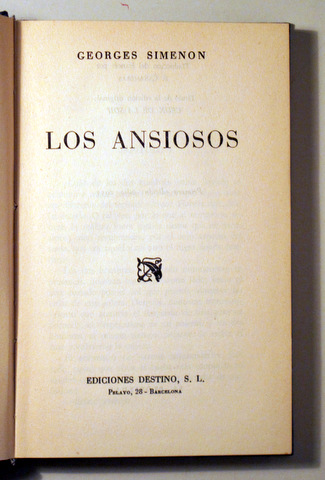 GEORGES SIMENON
LOS ANSIOSOS
EDICIONES DESTINO, S. L.
PELAYO, 28 - BARCELONA